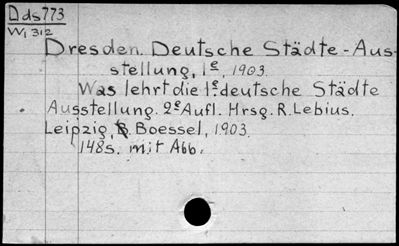 Dds773
Wi 312
Dresden. Deutsche Städte-Aus-
stellung, 1e, 1903.
Was lehrt die 1e. deutsche Städte
Ausstellung. 2e Aufl. Hrsg. R. Lebius.
Leipzig, B. Boessel, 1903.
148s. mit Abb.